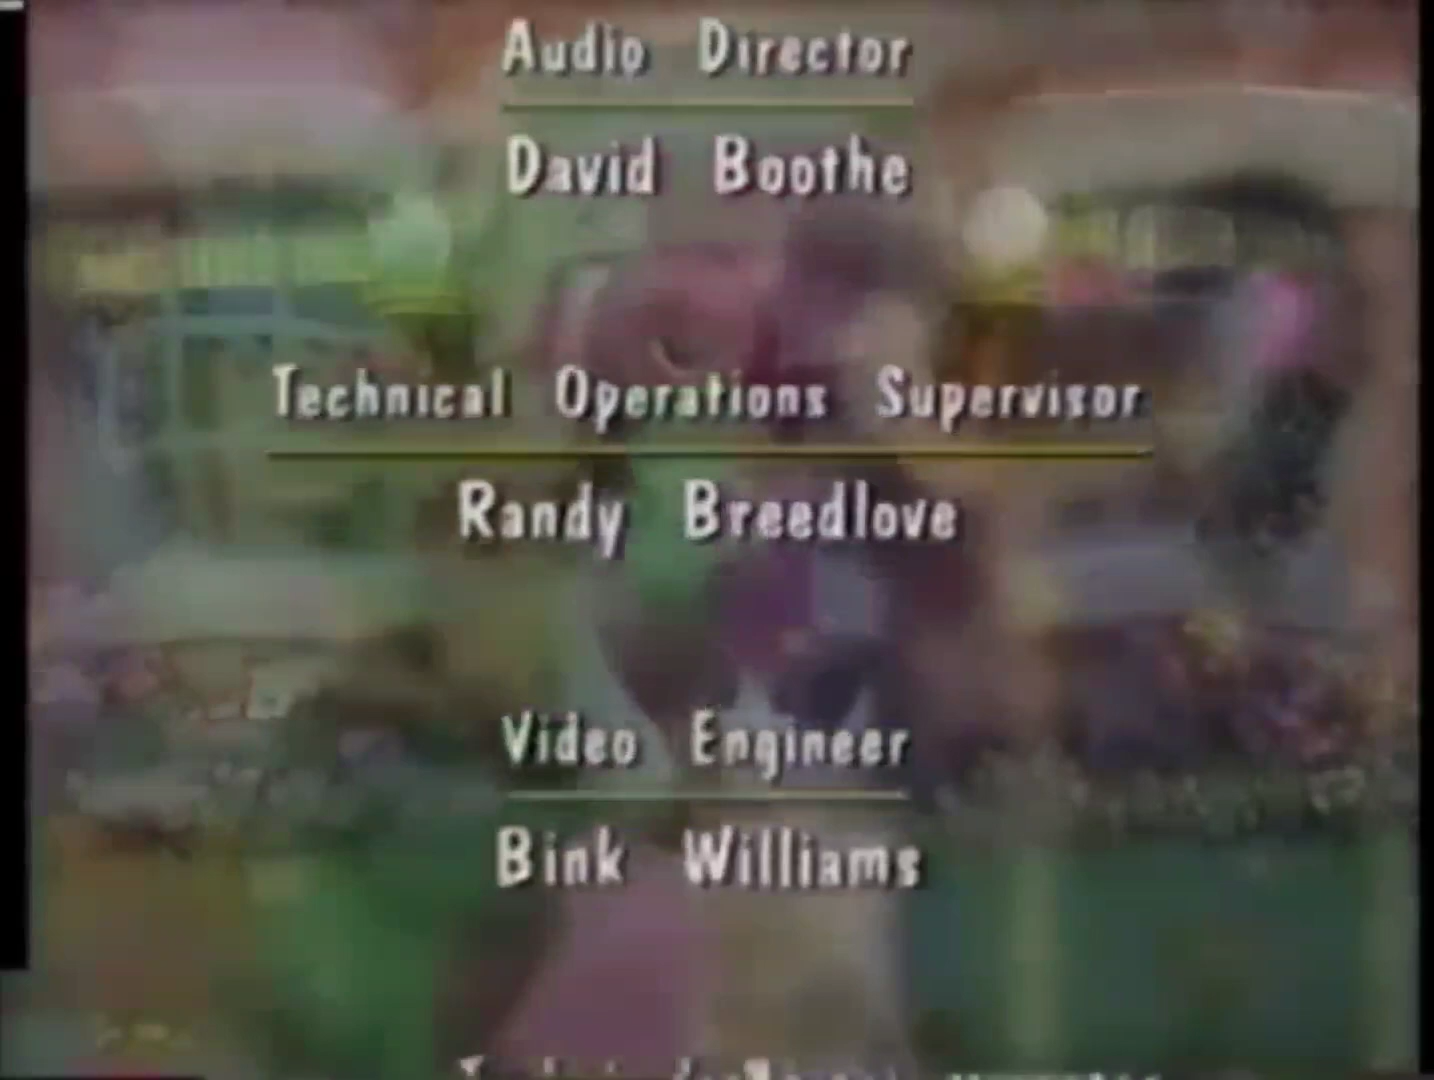 Audio Director
David Boothe
Technical Operations Supervisor
Randy Breedlove
Video Engineer
Bink Williams